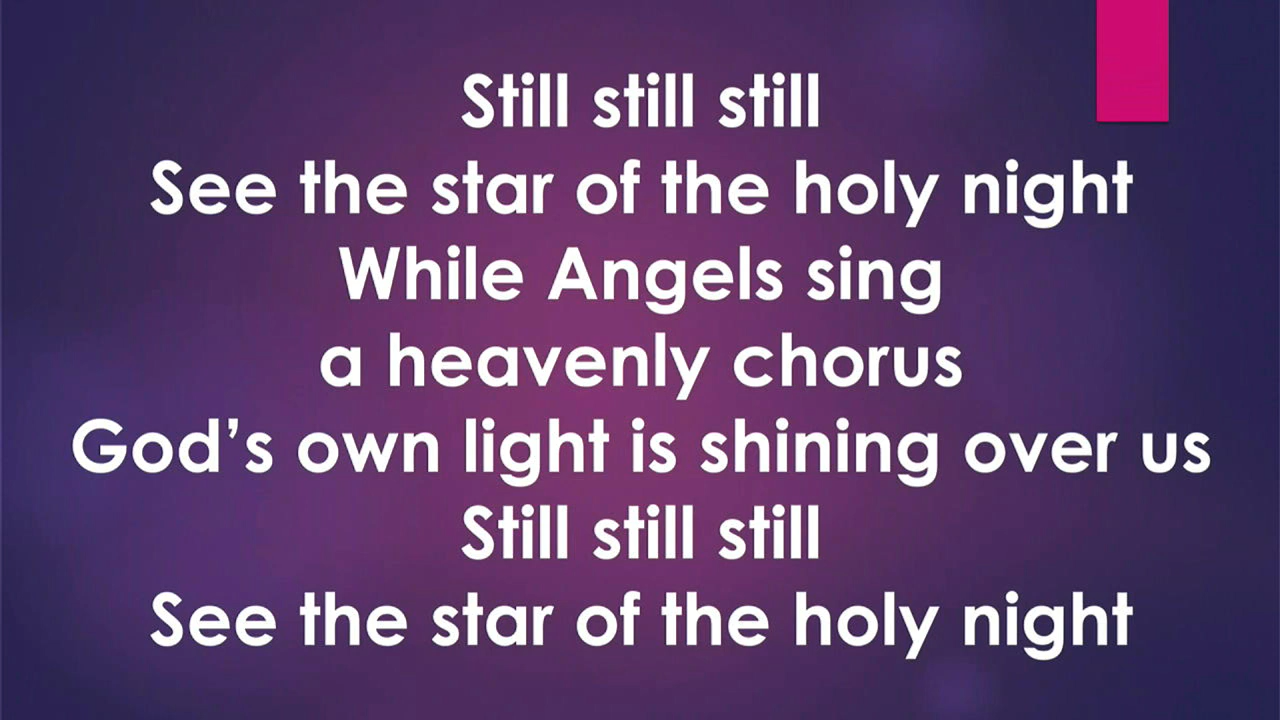 Still still still
See the star of the holy night
While Angels sing
a heavenly chorus
God’s own light is shining over us
Still still still
See the star of the holy night